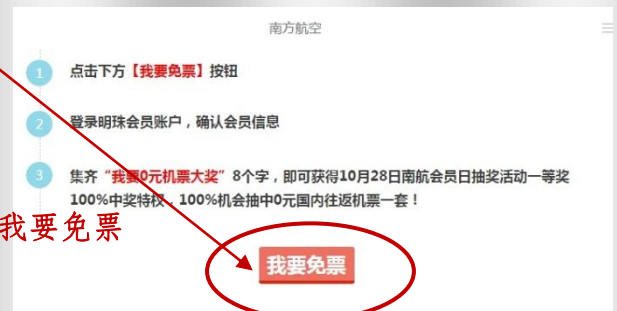 南方航空
1 点击下方【我要免票】按钮
2 登录明珠会员账户，确认会员信息
3 集齐“我要0元机票大奖”8个字，即可获得10月28日南航会员日抽奖活动一等奖
100%中奖特权，100%机会抽中0元国内往返机票一套！
我要免票
我要免票